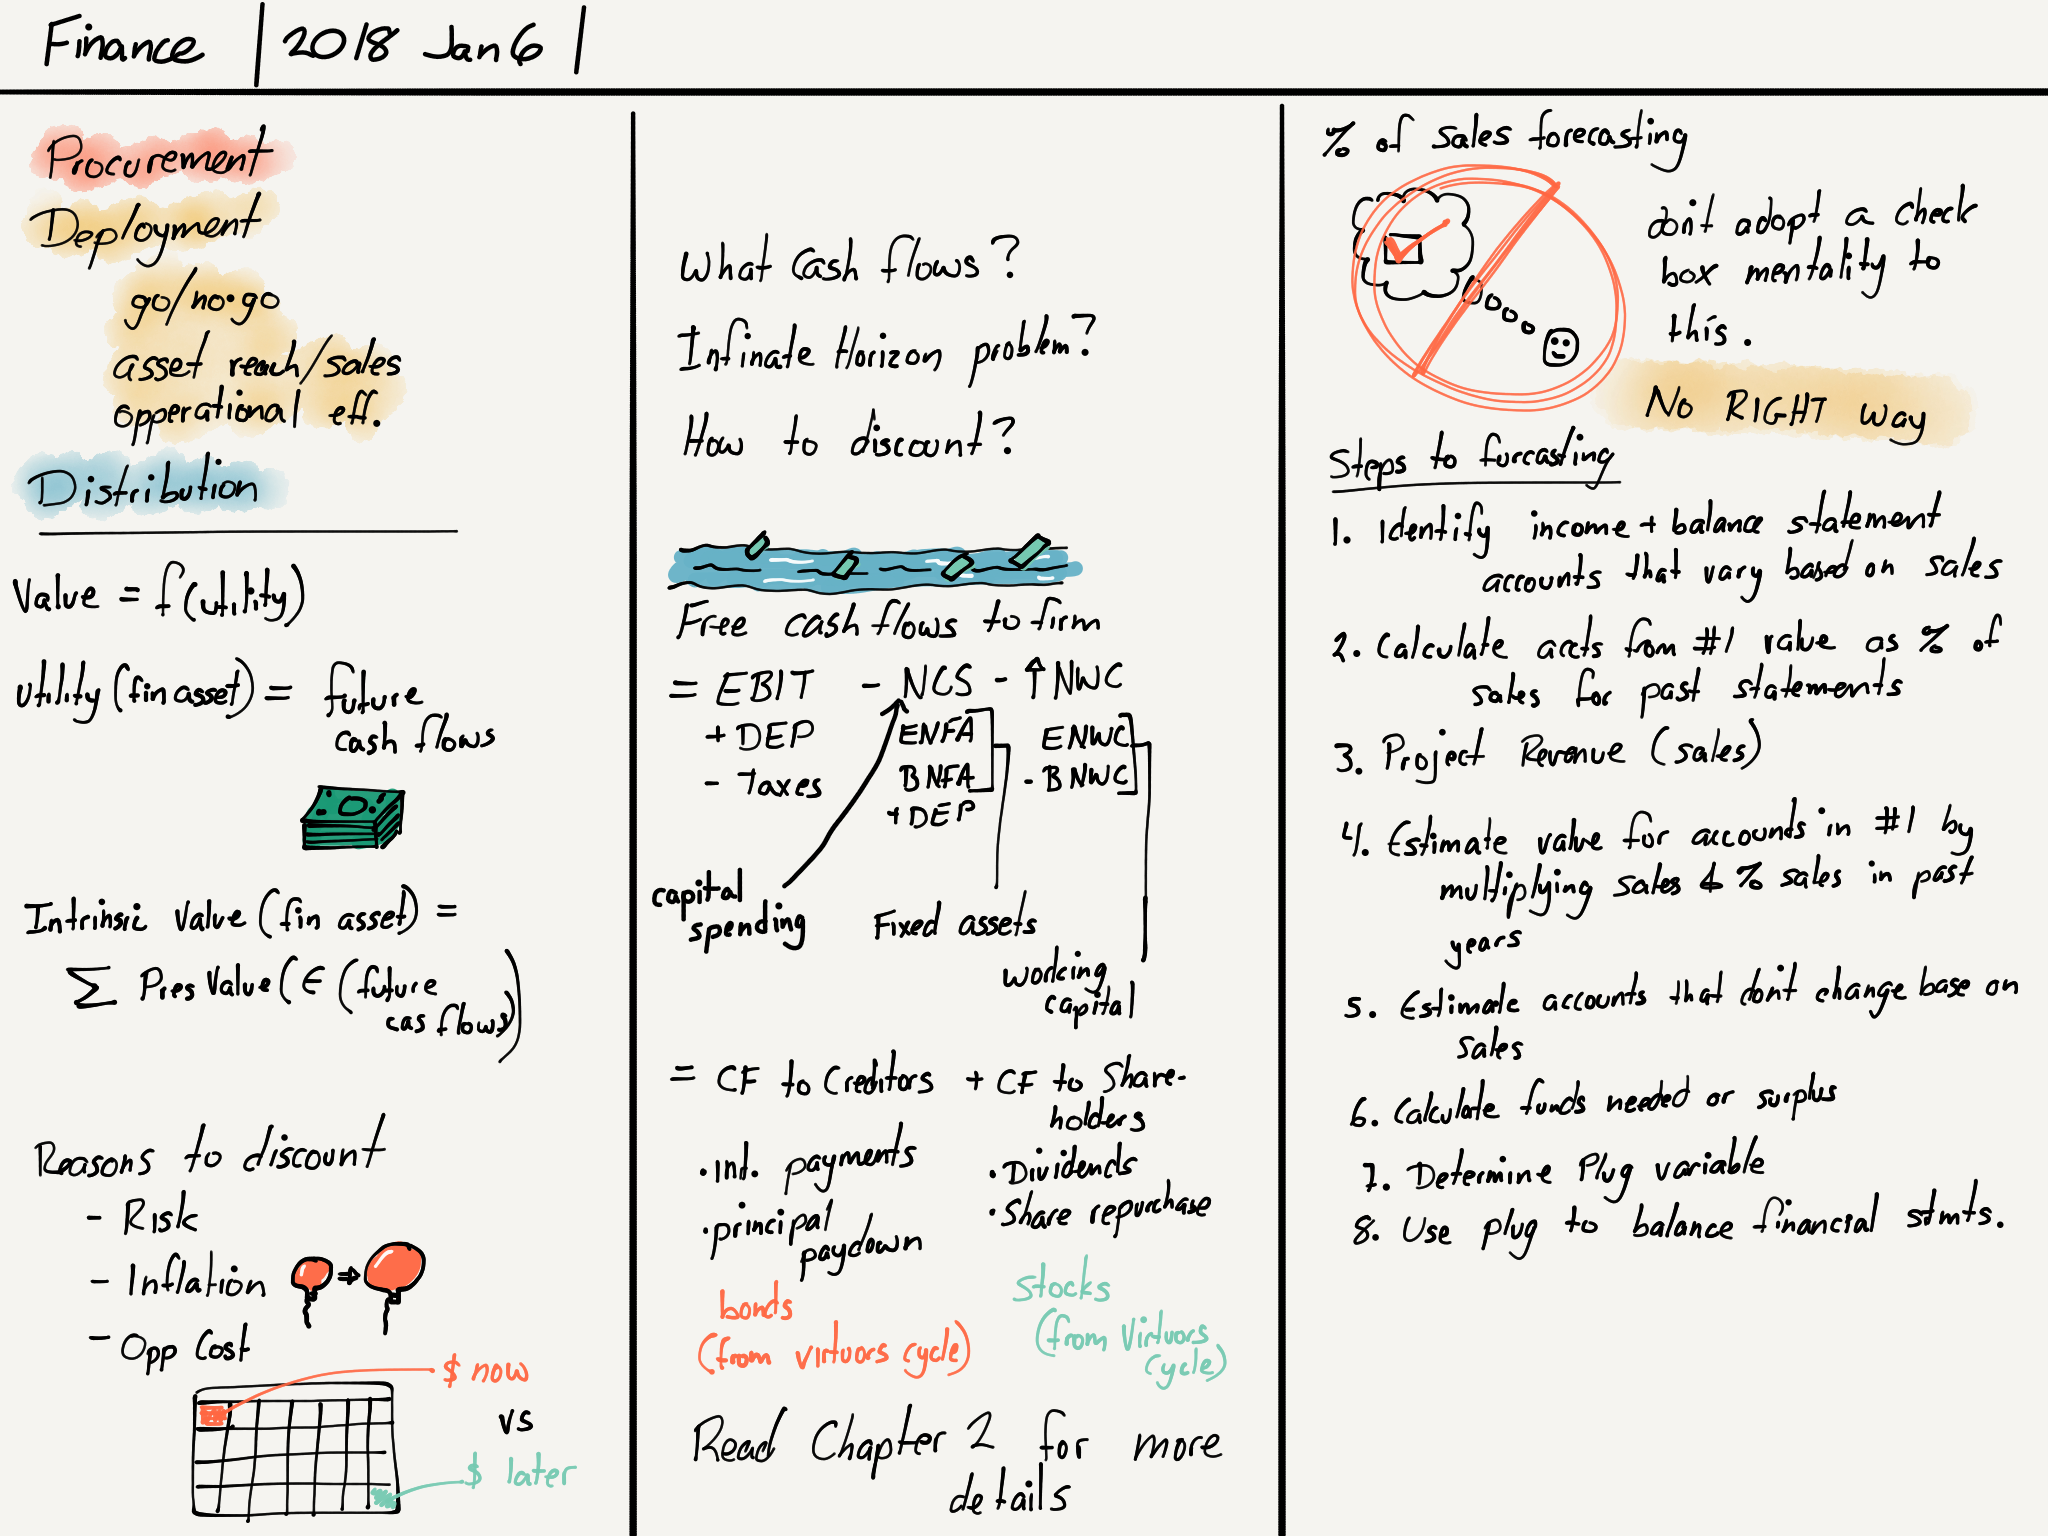 Finance | 2018 Jan 6 |
Procurement
Deployment
go/no-go
asset reach/sales
opperational eff.
Distribution
Value = f(utility)
utility (fin asset) = future
cash flows
Intrinsic Value (fin asset) =
∑ Pres Value (E (future
cas flows))
Reasons to discount
- Risk
- Inflation
- Opp Cost
$ now
vs
$ later
What Cash flows?
Infinate Horizon problem?
How to discount?
Free cash flows to firm
= EBIT - NCS - ↑NWC
+ DEP ENFA ENWC
- Taxes BNFA - BNWC
+ DEP
capital
spending
Fixed assets
working
capital
= CF to Creditors + CF to Share-
holders
• Int. payments
• principal
paydown
• Dividends
• Share repurchase
bonds
(from virtuors cycle)
Stocks
(from Virtuors
cycle)
Read Chapter 2 for more
details
% of sales forecasting
don't adopt a check
box mentality to
this.
No RIGHT way
Steps to furcasting
1. Identify income + balance statement
accounts that vary based on sales
2. Calculate accts from #1 value as % of
sales for past statements
3. Project Revenue (sales)
4. Estimate value for accounts in #1 by
multiplying sales & % sales in past
years
5. Estimate accounts that don't change base on
sales
6. Calculate funds needed or surplus
7. Determine Plug variable
8. Use plug to balance financial stmts.